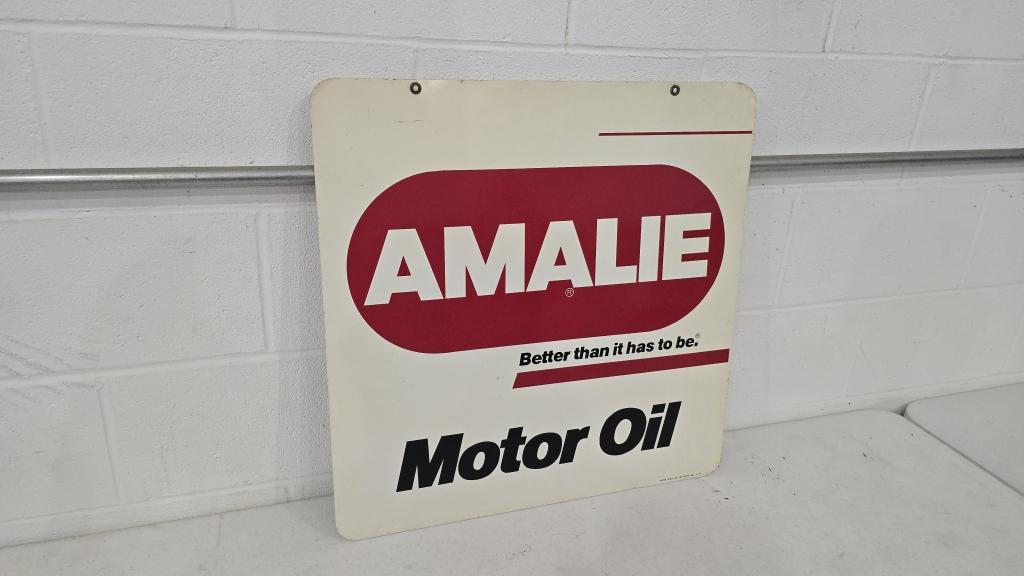 AMALIE
®
Better than it has to be.®
Motor Oil